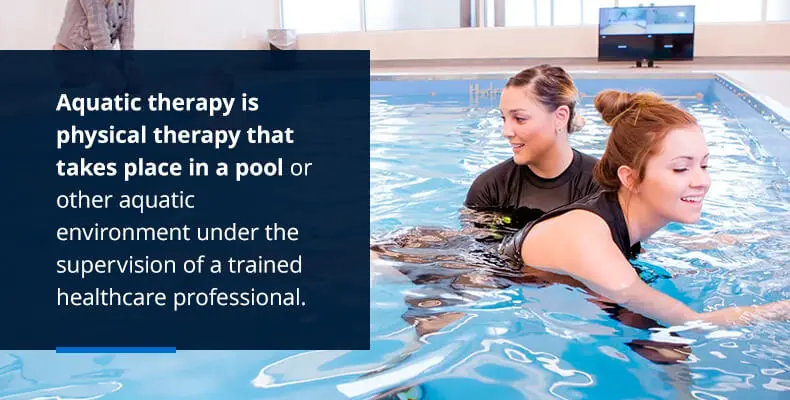 Aquatic therapy is
physical therapy that
takes place in a pool or
other aquatic
environment under the
supervision of a trained
healthcare professional.